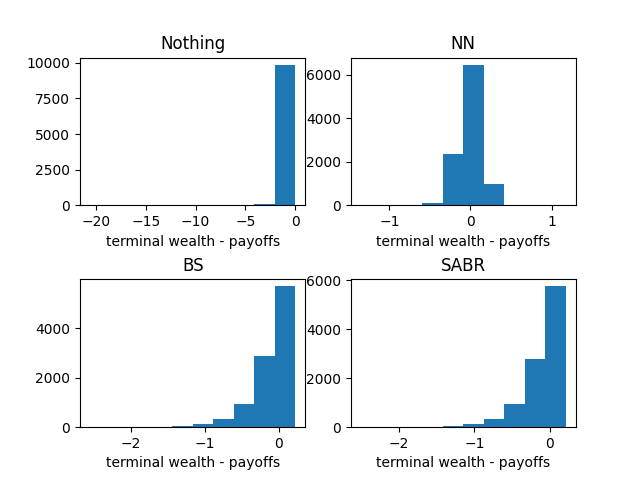 Nothing
10000
7500
5000
2500
0
−20 −15 −10 −5 0
terminal wealth - payoffs
NN
6000
4000
2000
0
−1 0 1
terminal wealth - payoffs
BS
4000
2000
0
−2 −1 0
terminal wealth - payoffs
SABR
6000
4000
2000
0
−2 −1 0
terminal wealth - payoffs